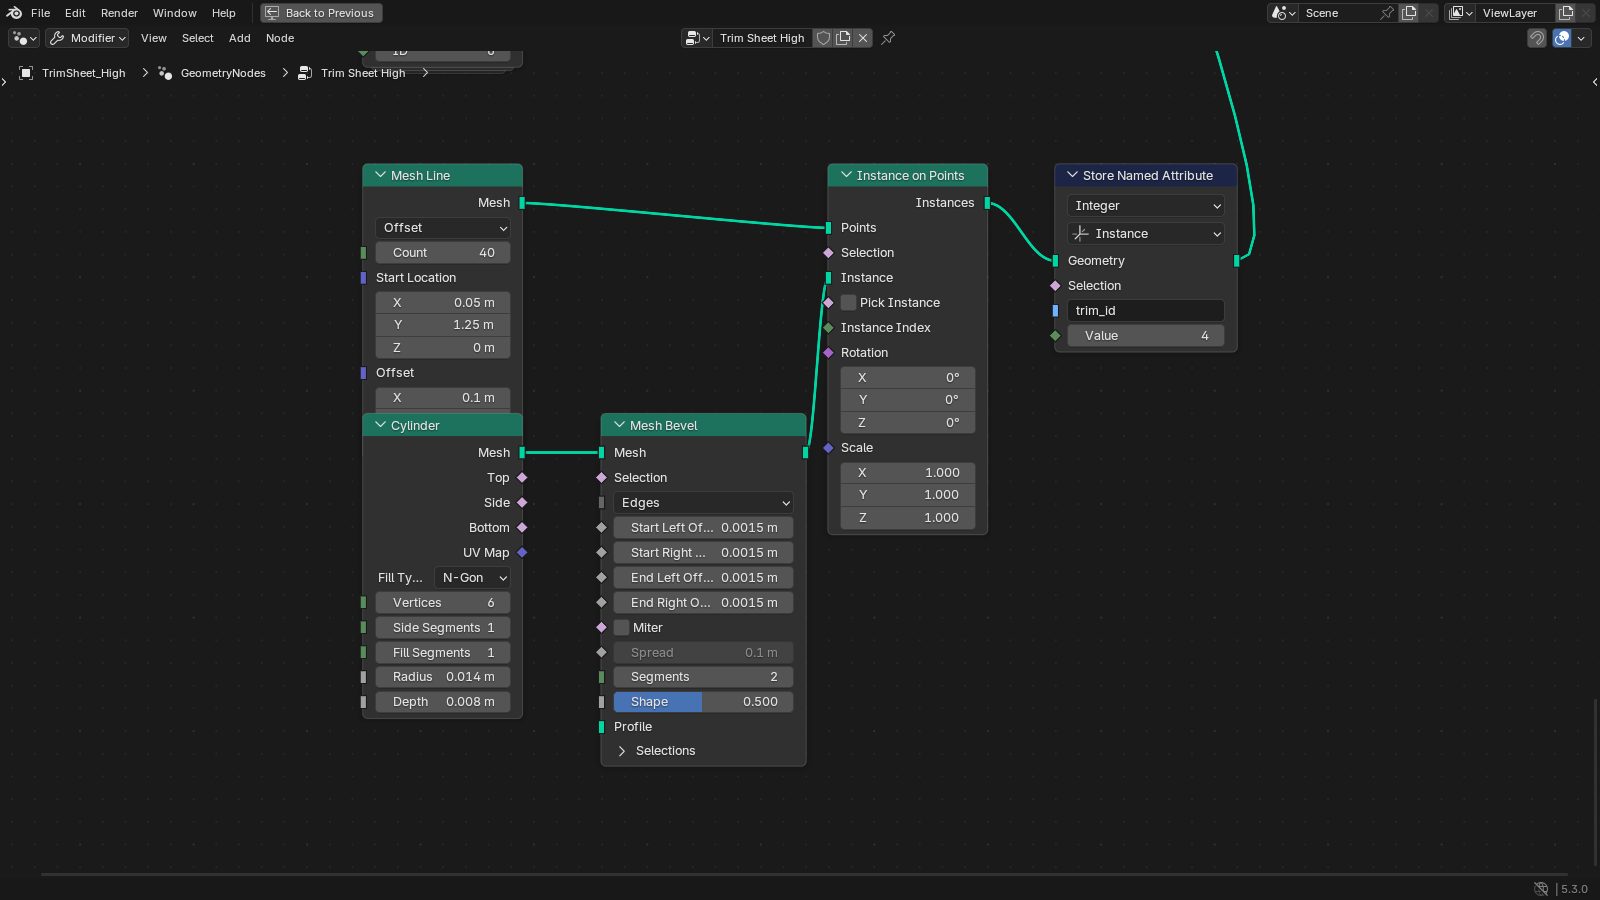 File Edit Render Window Help Back to Previous Scene ViewLayer
Modifier View Select Add Node Trim Sheet High
TrimSheet_High GeometryNodes Trim Sheet High
Mesh Line
Mesh
Offset
Count 40
Start Location
X 0.05 m
Y 1.25 m
Z 0 m
Offset
X 0.1 m
Cylinder
Mesh
Top
Side
Bottom
UV Map
Fill Ty... N-Gon
Vertices 6
Side Segments 1
Fill Segments 1
Radius 0.014 m
Depth 0.008 m
Mesh Bevel
Mesh
Selection
Edges
Start Left Of... 0.0015 m
Start Right ... 0.0015 m
End Left Off... 0.0015 m
End Right O... 0.0015 m
Miter
Spread 0.1 m
Segments 2
Shape 0.500
Profile
Selections
Instance on Points
Instances
Points
Selection
Instance
Pick Instance
Instance Index
Rotation
X 0°
Y 0°
Z 0°
Scale
X 1.000
Y 1.000
Z 1.000
Store Named Attribute
Integer
Instance
Geometry
Selection
trim_id
Value 4
5.3.0